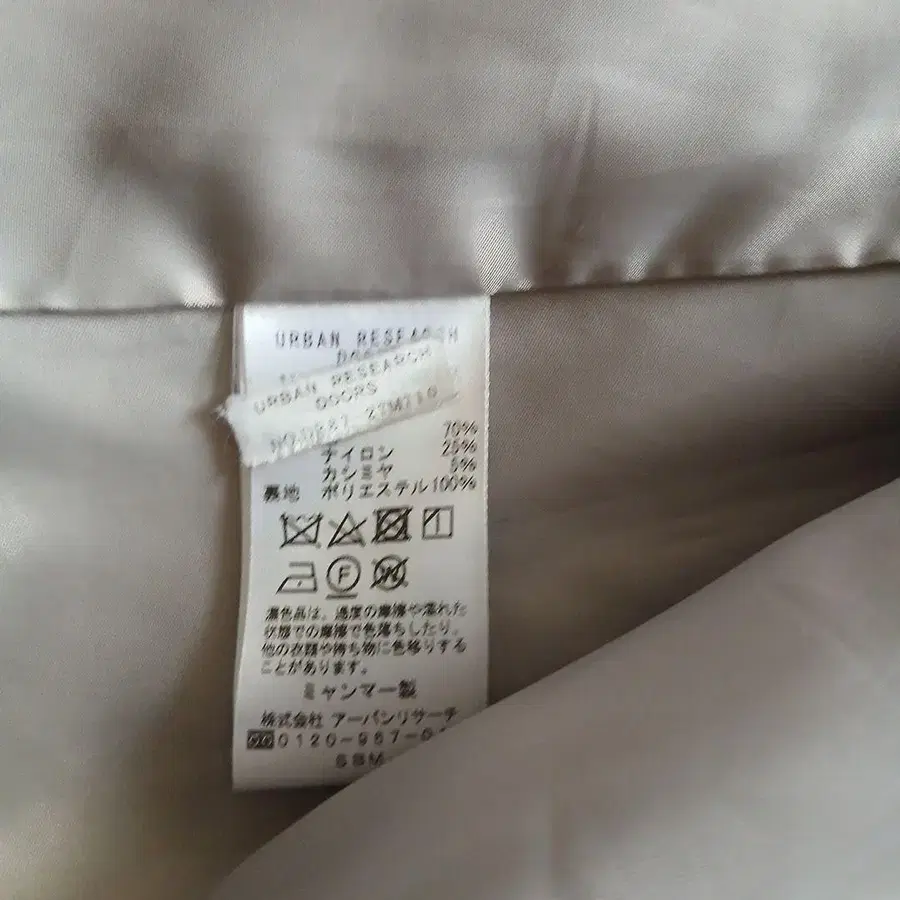 URBAN RESEARCH
URBAN RESEARCH
DOORS
70%
ナイロン 25%
カシミヤ 5%
裏地 ポリエステル100%
F
W
濃色品は、過度の摩擦や濡れた
状態での摩擦で色落ちしたり、
他の衣類や持ち物に色移りする
ことがあります。
ミャンマー製
株式会社 アーバンリサーチ
0120-987-